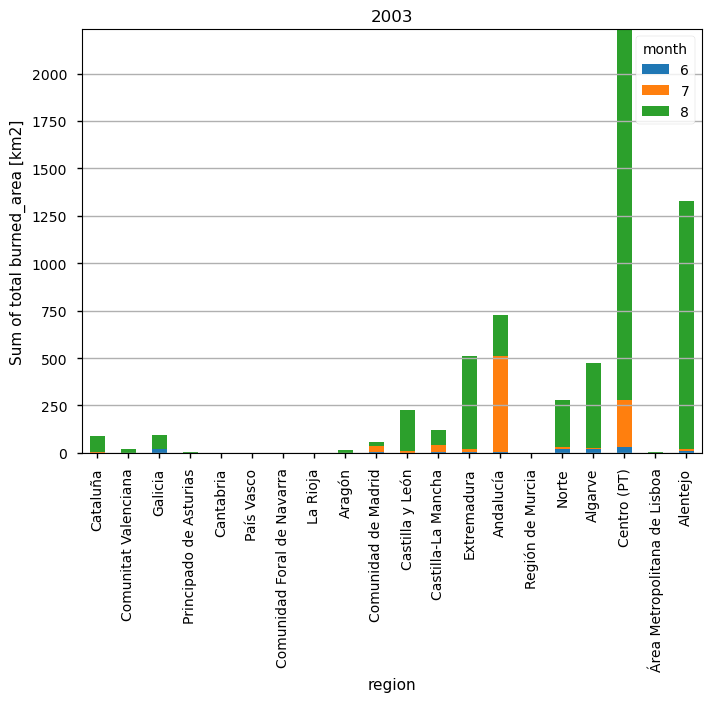 2003
month
6
7
8
Sum of total burned_area [km2]
2000
1750
1500
1250
1000
750
500
250
0
Cataluña
Comunitat Valenciana
Galicia
Principado de Asturias
Cantabria
País Vasco
Comunidad Foral de Navarra
La Rioja
Aragón
Comunidad de Madrid
Castilla y León
Castilla-La Mancha
Extremadura
Andalucía
Región de Murcia
Norte
Algarve
Centro (PT)
Área Metropolitana de Lisboa
Alentejo
region